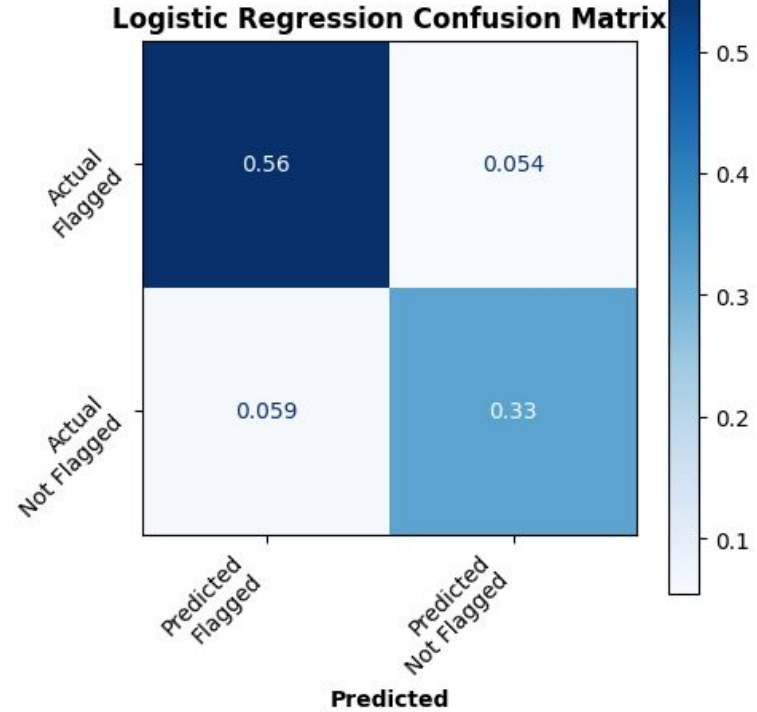 Logistic Regression Confusion Matrix
Actual
Flagged
0.56
0.054
Actual
Not Flagged
0.059
0.33
Predicted
Flagged
Predicted
Not Flagged
Predicted
0.5
0.4
0.3
0.2
0.1